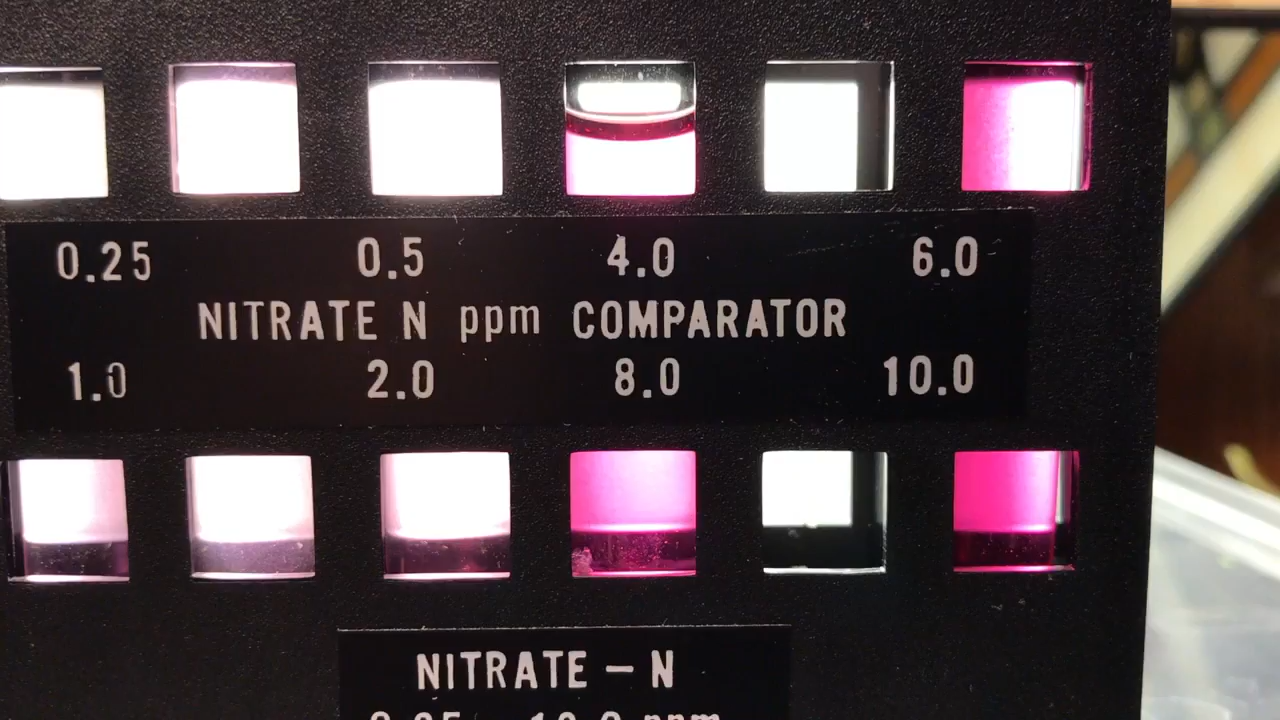 0.25 0.5 4.0 6.0
NITRATE N ppm COMPARATOR
1.0 2.0 8.0 10.0
NITRATE – N